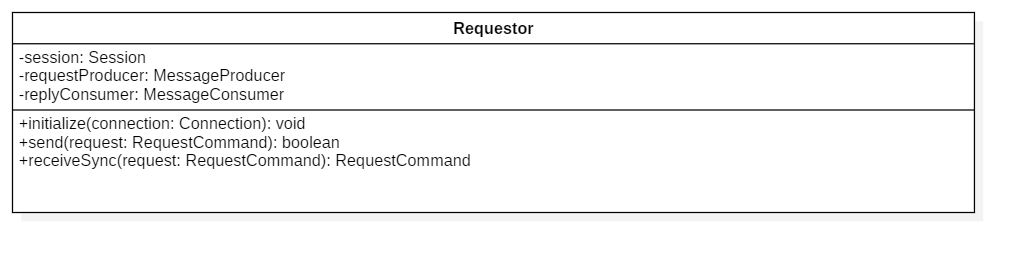 Requestor
-session: Session
-requestProducer: MessageProducer
-replyConsumer: MessageConsumer
+initialize(connection: Connection): void
+send(request: RequestCommand): boolean
+receiveSync(request: RequestCommand): RequestCommand